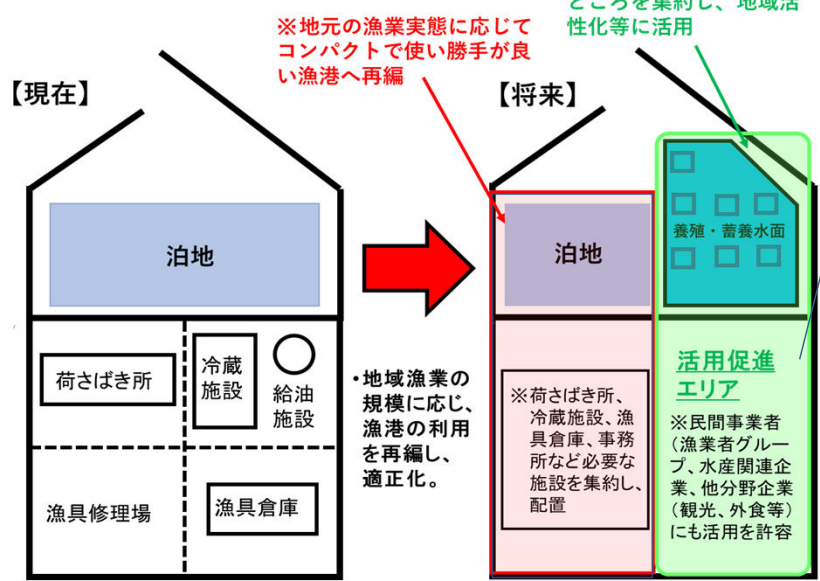 ※地元の漁業実態に応じて
コンパクトで使い勝手が良
い漁港へ再編
ところを集約し、地域活
性化等に活用
【現在】
泊地
荷さばき所
冷蔵
施設
給油
施設
漁具修理場
漁具倉庫
・地域漁業の
規模に応じ、
漁港の利用
を再編し、
適正化。
【将来】
泊地
養殖・蓄養水面
※荷さばき所、
冷蔵施設、漁
具倉庫、事務
所など必要な
施設を集約し、
配置
活用促進
エリア
※民間事業者
（漁業者グルー
プ、水産関連企
業、他分野企業
（観光、外食等）
にも活用を許容